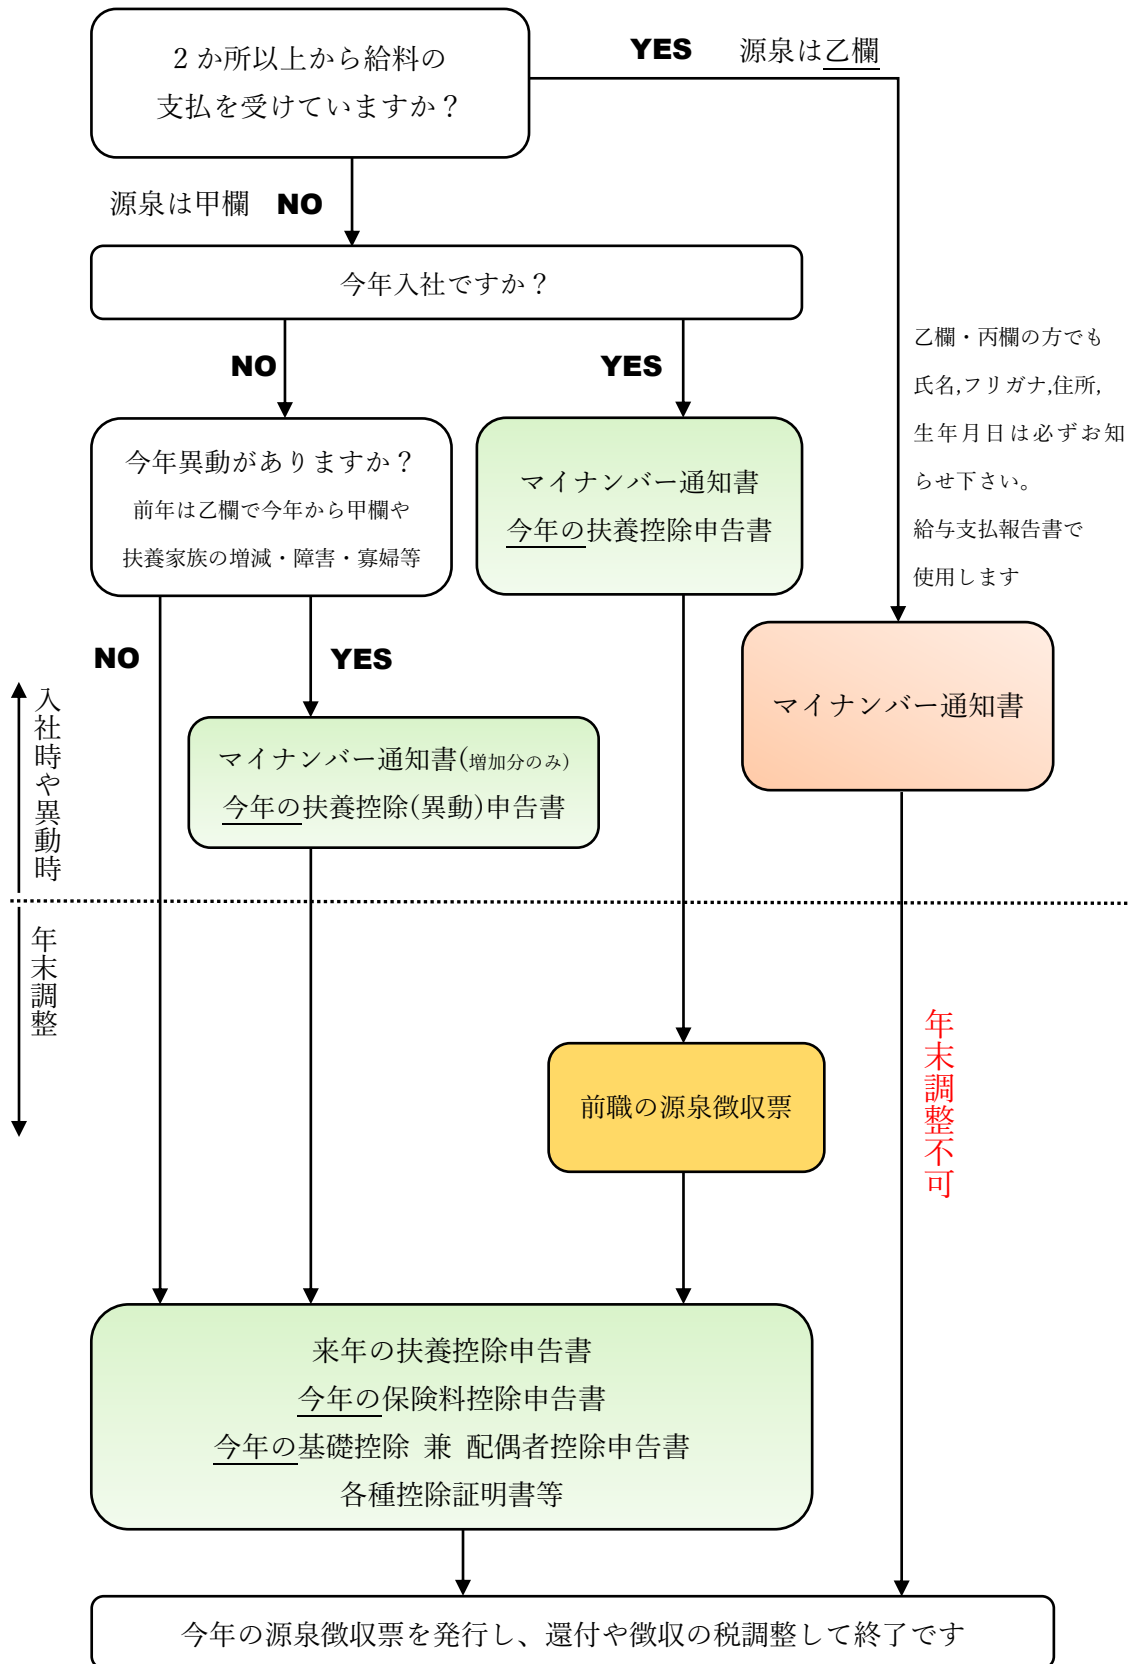 ２か所以上から給料の
支払を受けていますか？
YES　源泉は乙欄
源泉は甲欄　NO
今年入社ですか？
NO
YES
乙欄・丙欄の方でも
氏名,フリガナ,住所,
生年月日は必ずお知
らせ下さい。
給与支払報告書で
使用します
今年異動がありますか？
前年は乙欄で今年から甲欄や
扶養家族の増減・障害・寡婦等
マイナンバー通知書
今年の扶養控除申告書
NO
YES
マイナンバー通知書
入社時や異動時
マイナンバー通知書(増加分のみ)
今年の扶養控除(異動)申告書
年末調整
年末調整不可
前職の源泉徴収票
来年の扶養控除申告書
今年の保険料控除申告書
今年の基礎控除 兼 配偶者控除申告書
各種控除証明書等
今年の源泉徴収票を発行し、還付や徴収の税調整して終了です